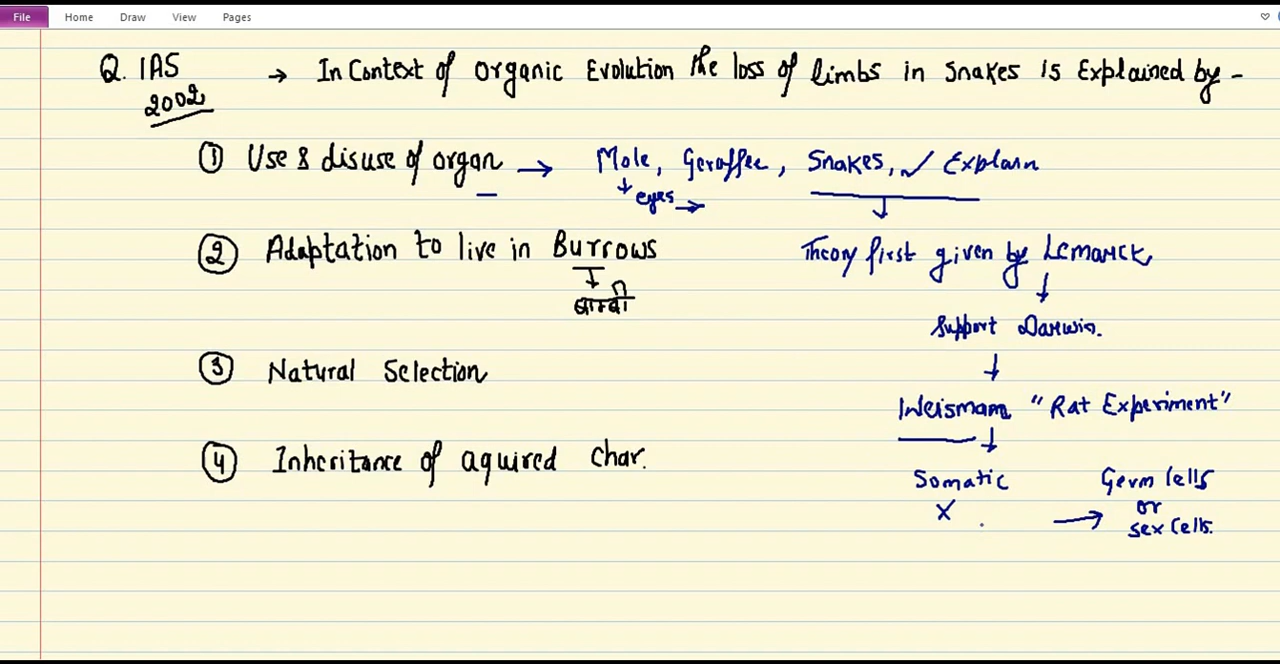 File Home Draw View Pages
Q. IAS 2002 → In Context of organic Evolution the loss of limbs in snakes is Explained by -
① Use & disuse of organ → Mole, Geraffee, Snakes, ✓ Explain
↓ eyes →
② Adaptation to live in Burrows
Theory first given by Lemarck
↓
Support Darwin.
③ Natural Selection
↓
Weismann "Rat Experiment"
↓
④ Inheritance of aquired char.
Somatic Germ Cells
X → or
sex Cells.